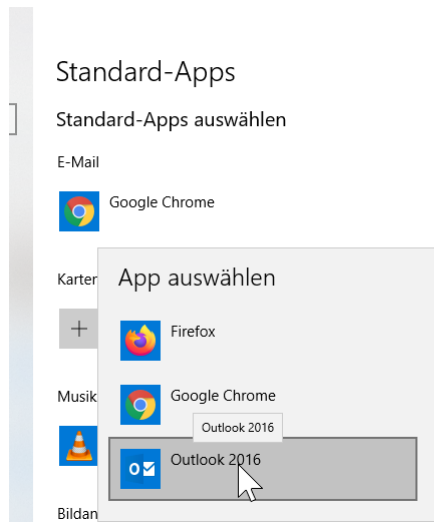 Standard-Apps
Standard-Apps auswählen
E-Mail
Google Chrome
Karten
App auswählen
Firefox
Musik
Google Chrome
Outlook 2016
Outlook 2016
Bildan